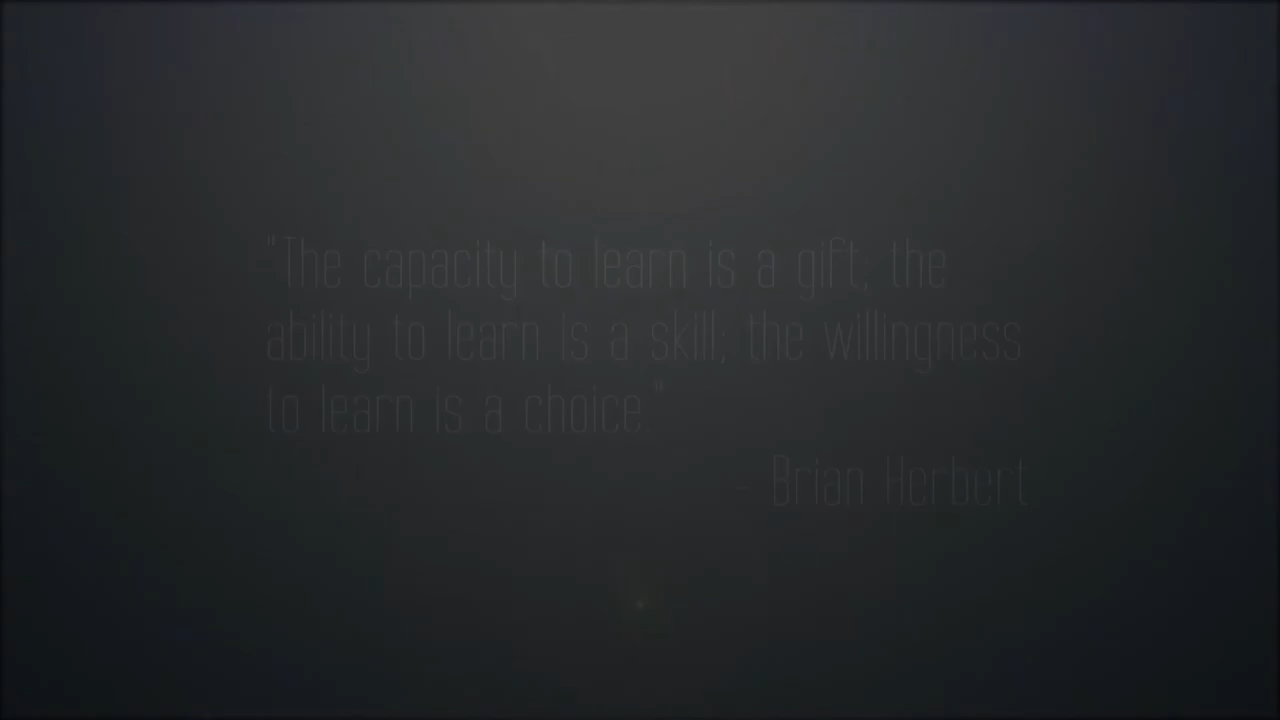 "The capacity to learn is a gift; the
ability to learn is a skill; the willingness
to learn is a choice."
- Brian Herbert